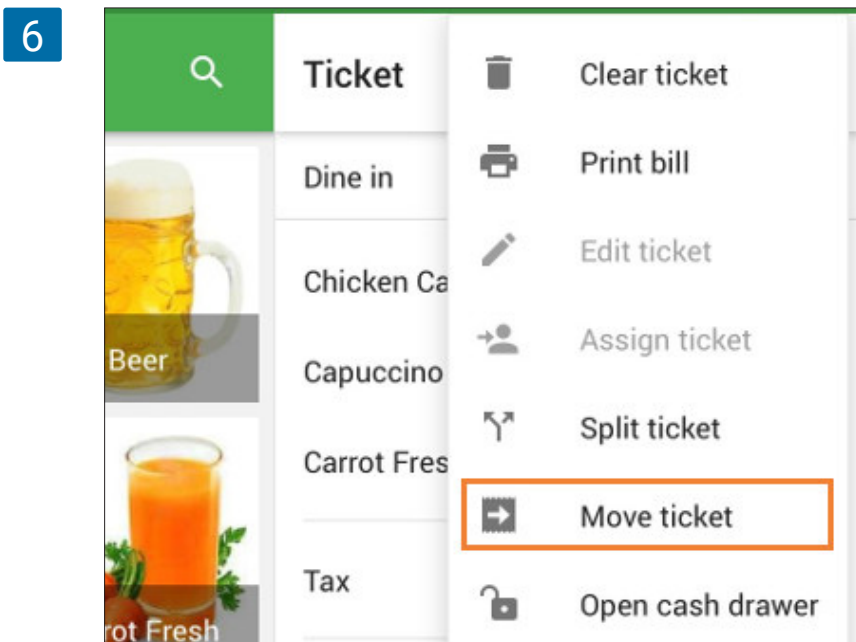 6
Ticket
Dine in
Chicken Ca
Capuccino
Carrot Fres
Tax
Beer
rot Fresh
Clear ticket
Print bill
Edit ticket
Assign ticket
Split ticket
Move ticket
Open cash drawer